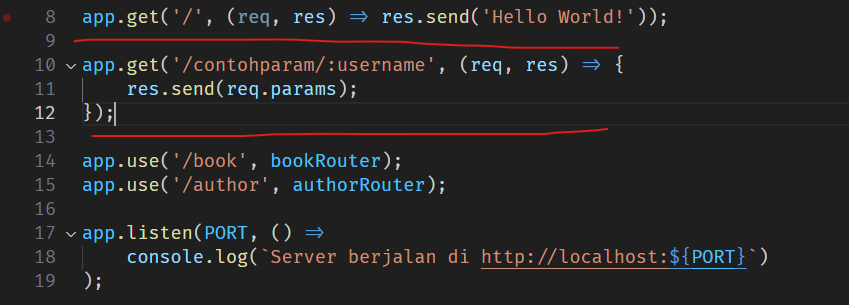 8 app.get('/', (req, res) => res.send('Hello World!'));
9
10 app.get('/contohparam/:username', (req, res) => {
11     res.send(req.params);
12 });
13
14 app.use('/book', bookRouter);
15 app.use('/author', authorRouter);
16
17 app.listen(PORT, () =>
18     console.log(`Server berjalan di http://localhost:${PORT}`)
19 );